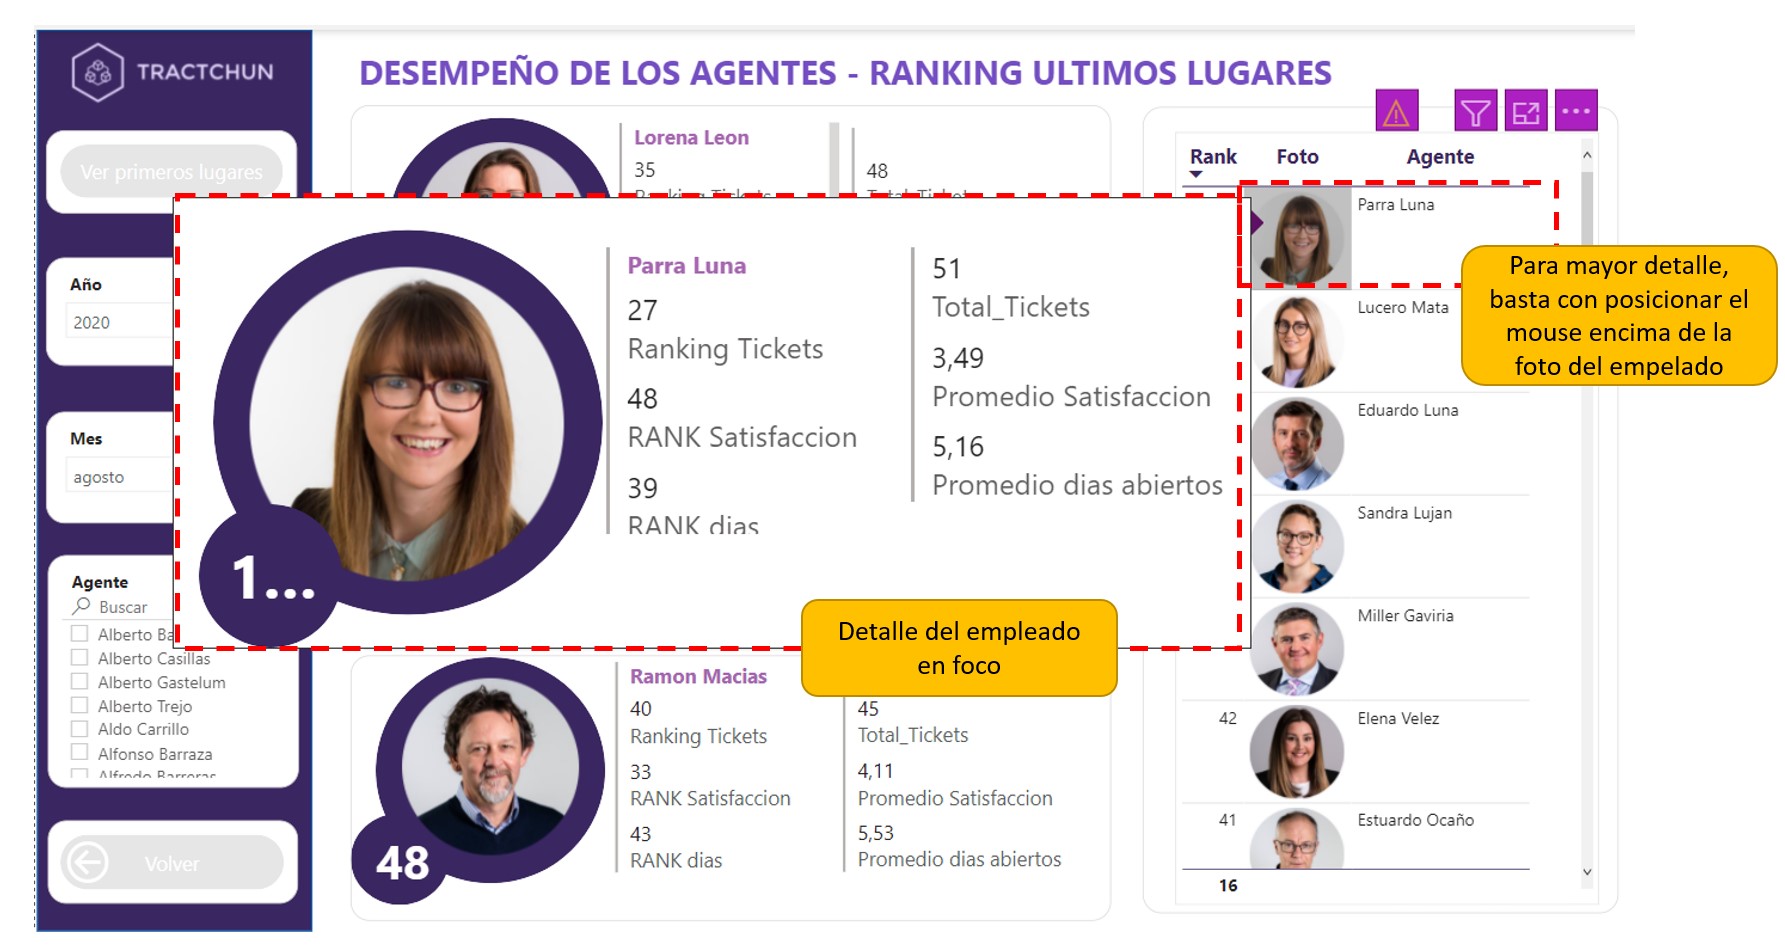 TRACTCHUN
DESEMPEÑO DE LOS AGENTES - RANKING ULTIMOS LUGARES
Ver primeros lugares
Año
2020
Mes
agosto
Agente
Buscar
Alberto Ba
Alberto Casillas
Alberto Gastelum
Alberto Trejo
Aldo Carrillo
Alfonso Barraza
Alfredo Barreras
Volver
Lorena Leon
35
Ranking Tickets
48
Total_Tickets
Parra Luna
27
Ranking Tickets
48
RANK Satisfaccion
39
RANK dias
51
Total_Tickets
3,49
Promedio Satisfaccion
5,16
Promedio dias abiertos
1...
Detalle del empleado
en foco
Ramon Macias
40
Ranking Tickets
33
RANK Satisfaccion
43
RANK dias
45
Total_Tickets
4,11
Promedio Satisfaccion
5,53
Promedio dias abiertos
48
Rank Foto Agente
Parra Luna
Lucero Mata
Eduardo Luna
Sandra Lujan
Miller Gaviria
42 Elena Velez
41 Estuardo Ocaño
16
Para mayor detalle,
basta con posicionar el
mouse encima de la
foto del empelado